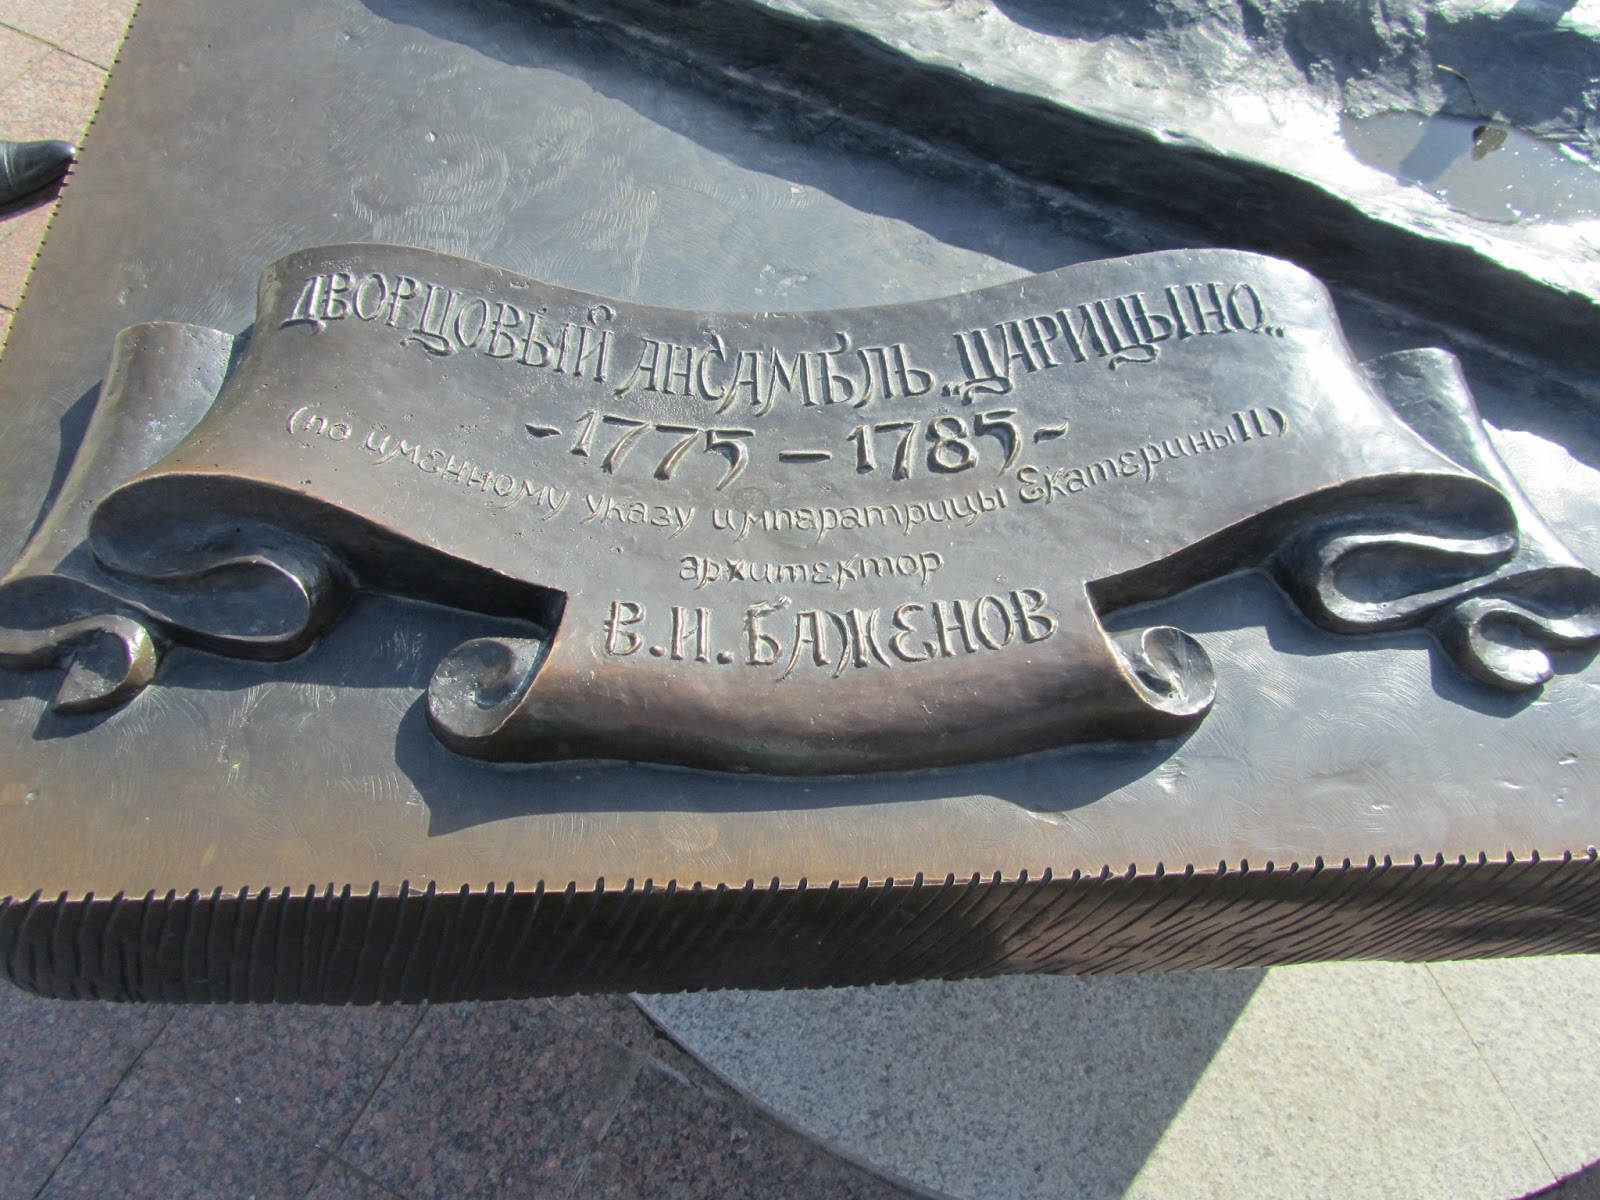 ДВОРЦОВЫЙ АНСАМБЛЬ „ЦАРИЦЫНО„
- 1775 - 1785 -
(по именному указу императрицы Екатерины II)
архитектор
В.И. БАЖЕНОВ